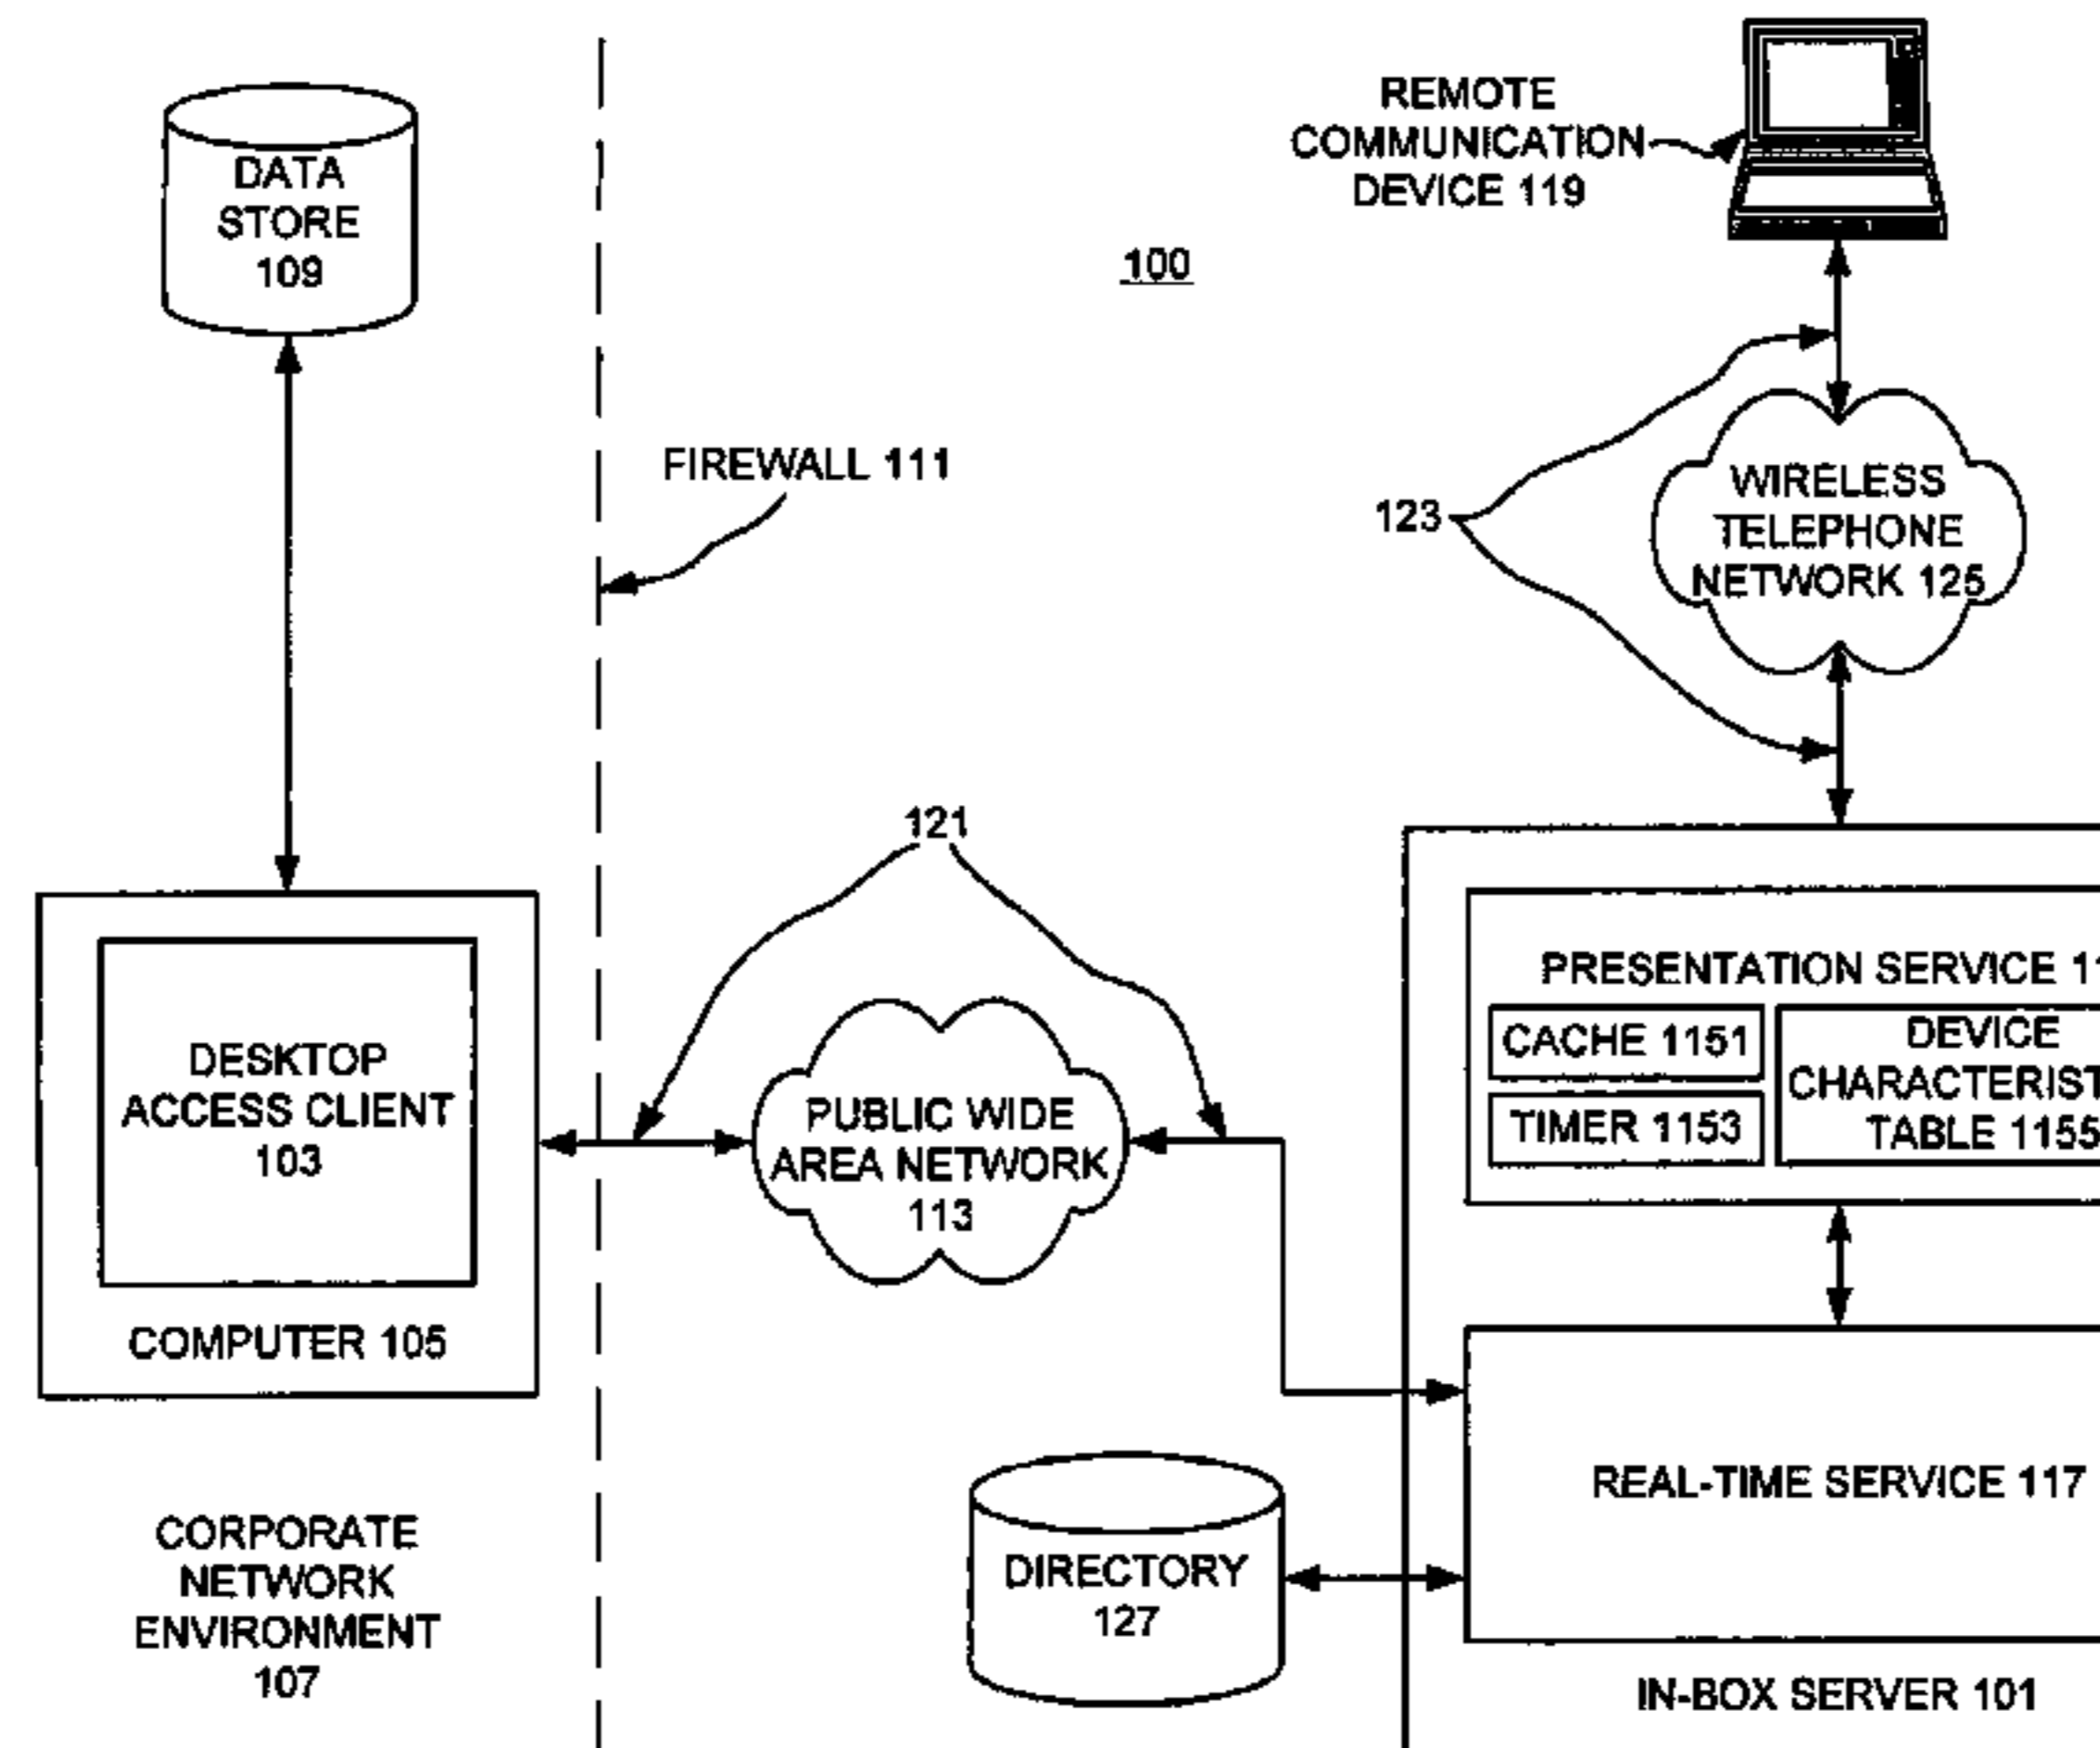 DATA
STORE
109
REMOTE
COMMUNICATION
DEVICE 119
100
FIREWALL 111
123
WIRELESS
TELEPHONE
NETWORK 125
121
DESKTOP
ACCESS CLIENT
103
COMPUTER 105
PUBLIC WIDE
AREA NETWORK
113
PRESENTATION SERVICE
CACHE 1151
TIMER 1153
DEVICE
TABLE 1155
REAL-TIME SERVICE 117
DIRECTORY
127
CORPORATE
NETWORK
ENVIRONMENT
107
IN-BOX SERVER 101